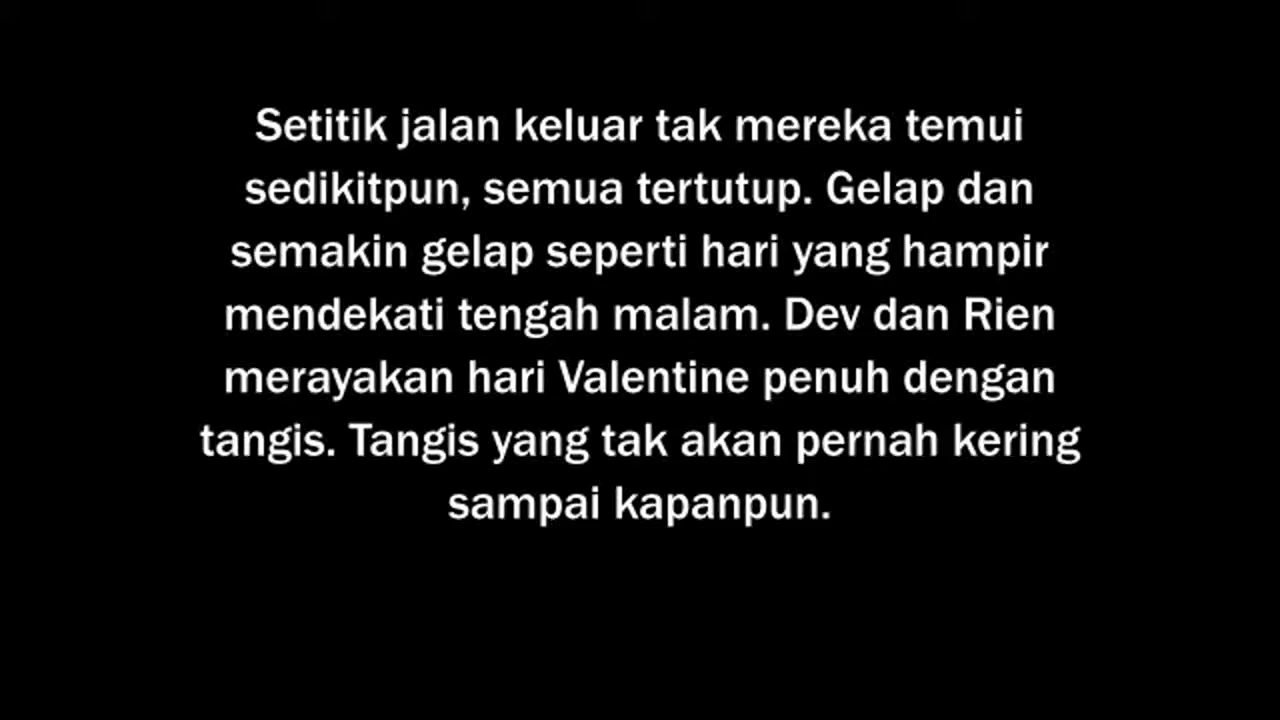 Setitik jalan keluar tak mereka temui
sedikitpun, semua tertutup. Gelap dan
semakin gelap seperti hari yang hampir
mendekati tengah malam. Dev dan Rien
merayakan hari Valentine penuh dengan
tangis. Tangis yang tak akan pernah kering
sampai kapanpun.